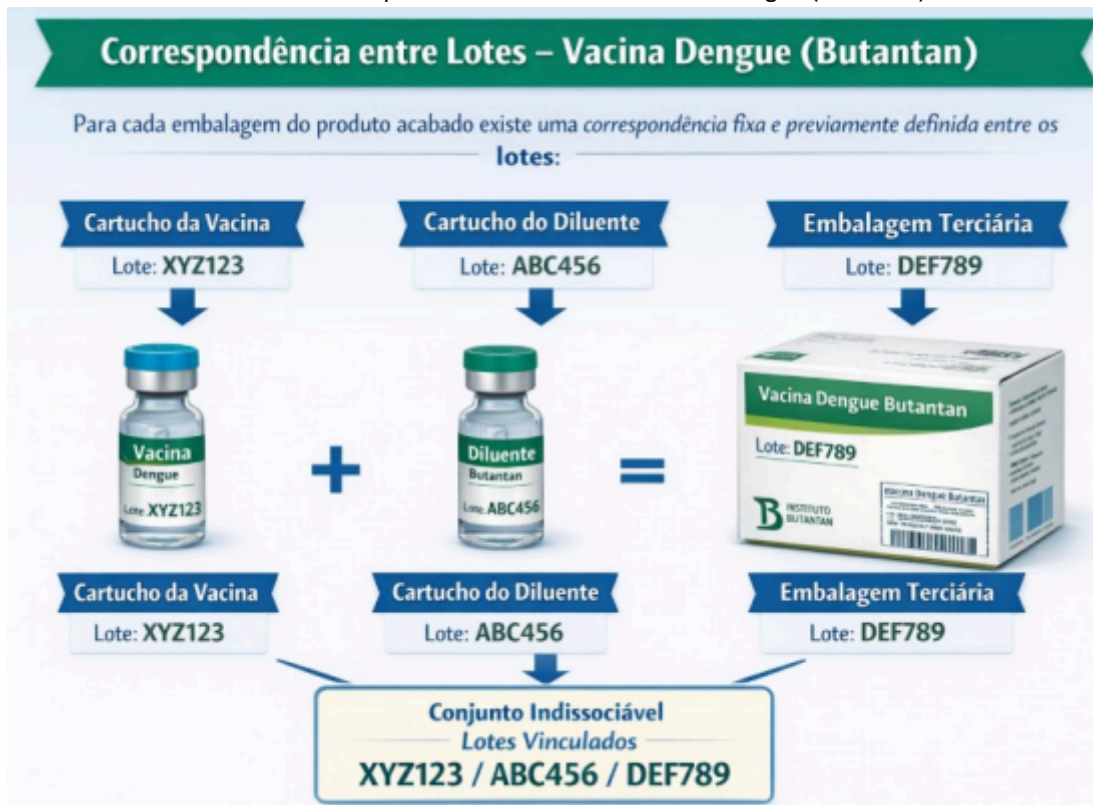 Correspondência entre Lotes – Vacina Dengue (Butantan)
Para cada embalagem do produto acabado existe uma correspondência fixa e previamente definida entre os
lotes:
Cartucho da Vacina
Lote: XYZ123
Cartucho do Diluente
Lote: ABC456
Embalagem Terciária
Lote: DEF789
Vacina
Dengue
Lote: XYZ123
+
Diluente
Butantan
Lote: ABC456
=
Vacina Dengue Butantan
Lote: DEF789
INSTITUTO
BUTANTAN
Cartucho da Vacina
Lote: XYZ123
Cartucho do Diluente
Lote: ABC456
Embalagem Terciária
Lote: DEF789
Conjunto Indissociável
Lotes Vinculados
XYZ123 / ABC456 / DEF789